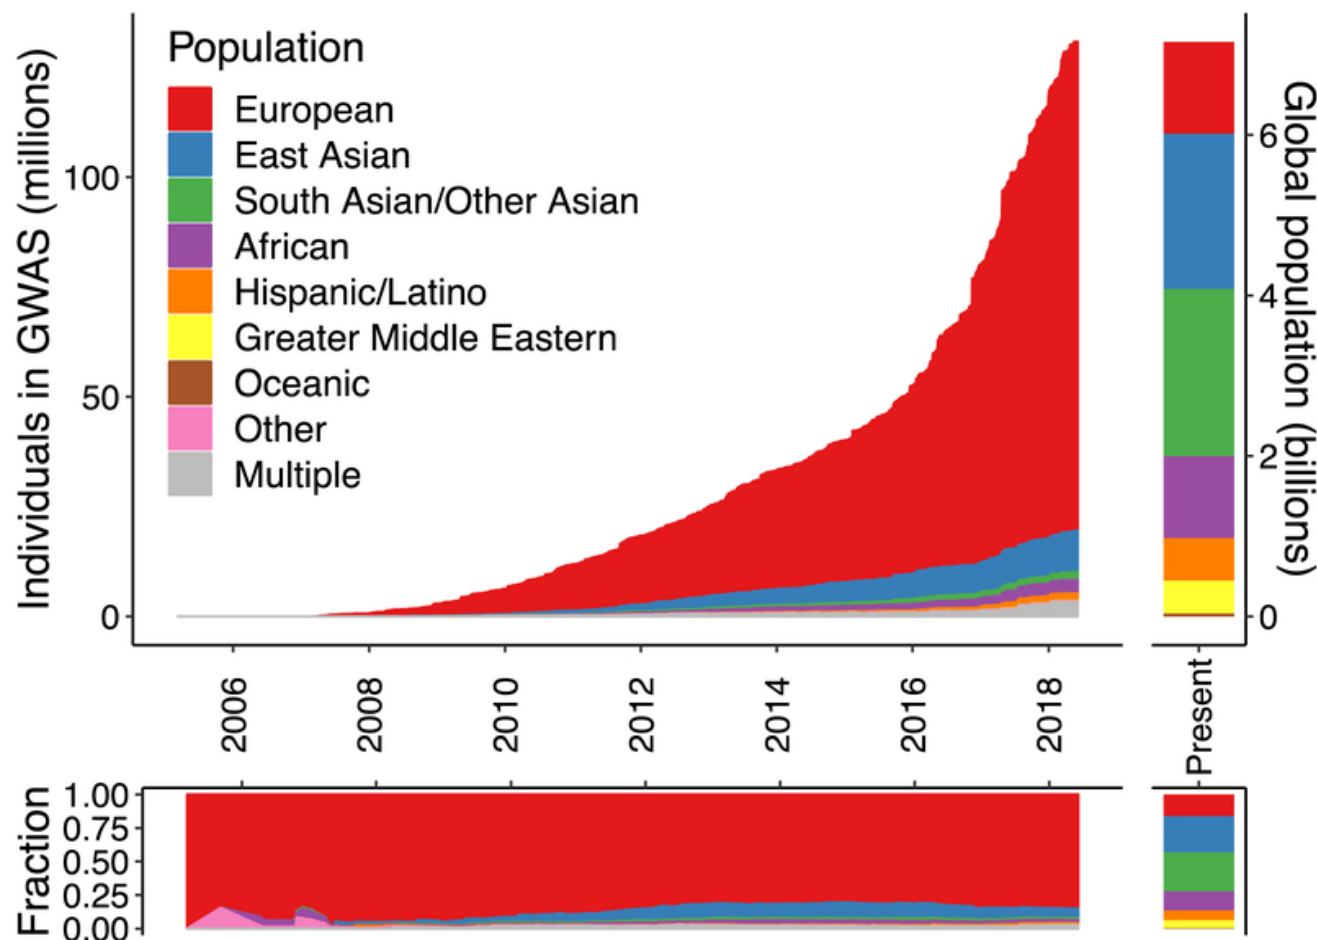 Population
European
East Asian
South Asian/Other Asian
African
Hispanic/Latino
Greater Middle Eastern
Oceanic
Other
Multiple
Individuals in GWAS (millions)
100
50
0
2006
2008
2010
2012
2014
2016
2018
Global population (billions)
6
4
2
0
Present
Fraction
1.00
0.75
0.50
0.25
0.00